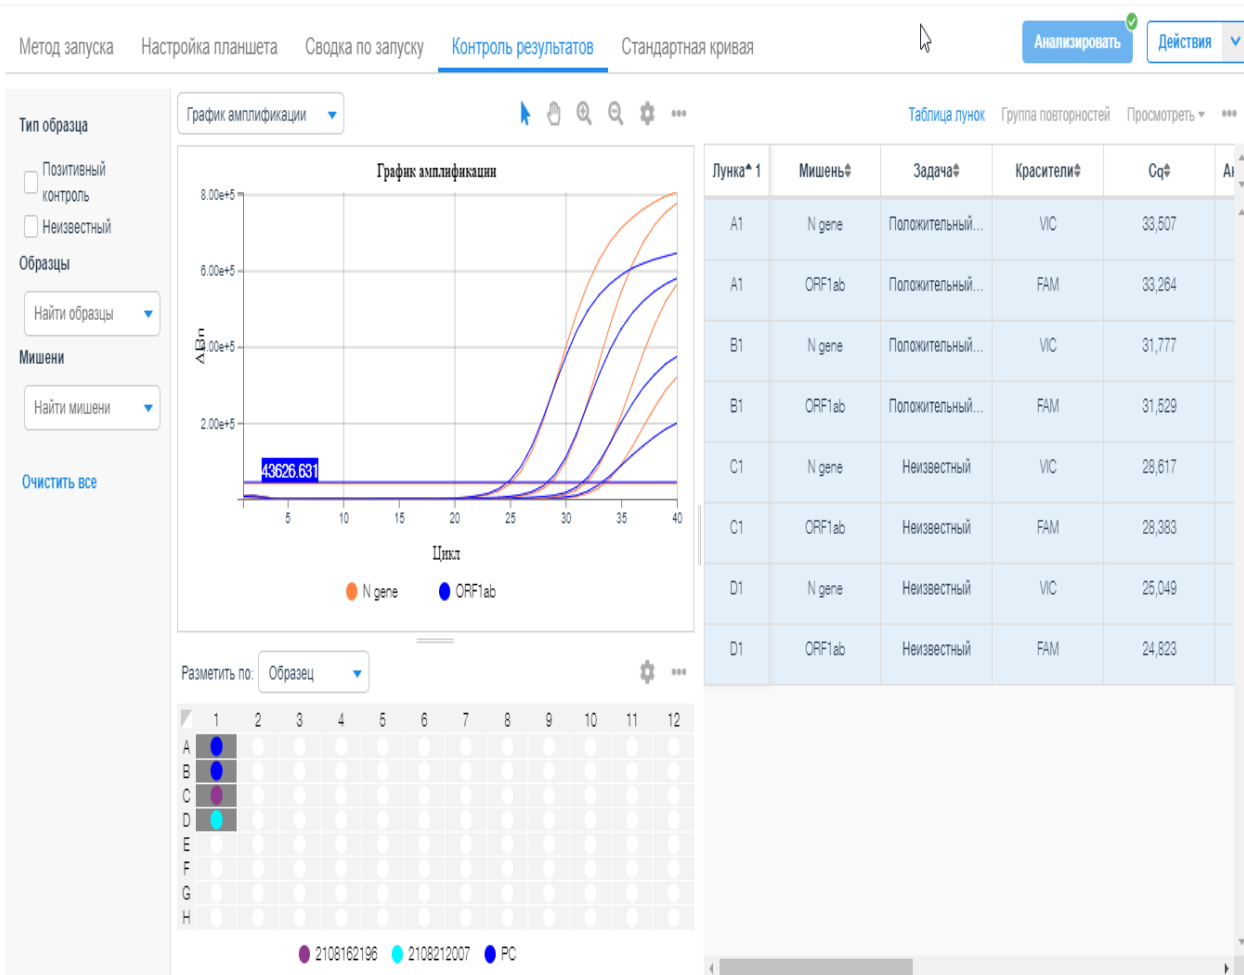 Метод запуска Настройка планшета Сводка по запуску Контроль результатов Стандартная кривая Анализировать Действия
Тип образца
Позитивный
контроль
Неизвестный
Образцы
Найти образцы
Мишени
Найти мишени
Очистить все
График амплификации
График амплификации
8.00e+5
6.00e+5
.00e+5
2.00e+5
ΔRn
43626.631
5 10 15 20 25 30 35 40
Цикл
N gene ORF1ab
Разметить по: Образец
1 2 3 4 5 6 7 8 9 10 11 12
A
B
C
D
E
F
G
H
2108162196 2108212007 PC
Таблица лунок Группа повторностей Просмотреть
Лунка 1 Мишень Задача Красители Cq
A1 N gene Положительный... VIC 33,507
A1 ORF1ab Положительный... FAM 33,264
B1 N gene Положительный... VIC 31,777
B1 ORF1ab Положительный... FAM 31,529
C1 N gene Неизвестный VIC 28,617
C1 ORF1ab Неизвестный FAM 28,383
D1 N gene Неизвестный VIC 25,049
D1 ORF1ab Неизвестный FAM 24,823